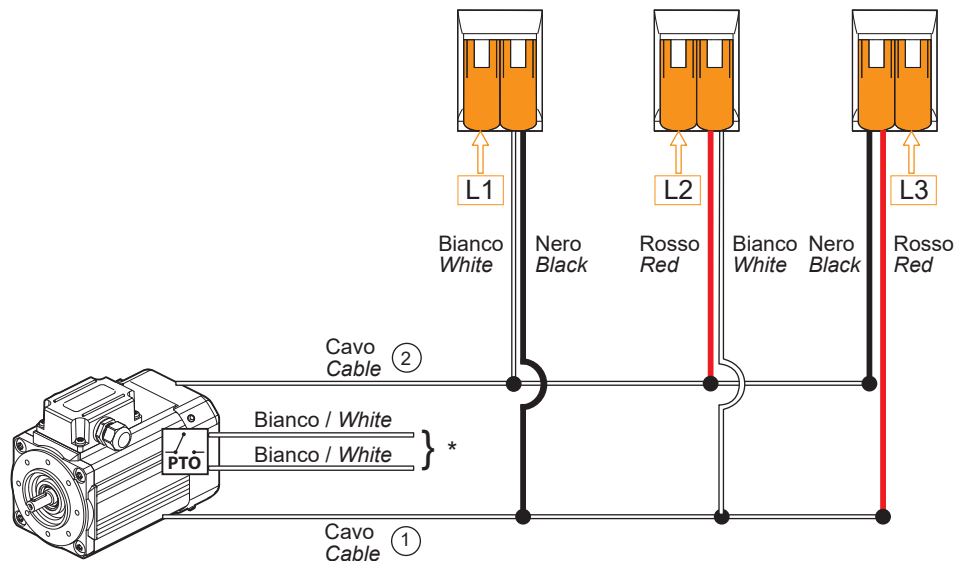 L1
L2
L3
Bianco
White
Nero
Black
Rosso
Red
Bianco
White
Nero
Black
Rosso
Red
Cavo
Cable 2
Bianco / White
Bianco / White
} *
PTO
Cavo
Cable 1